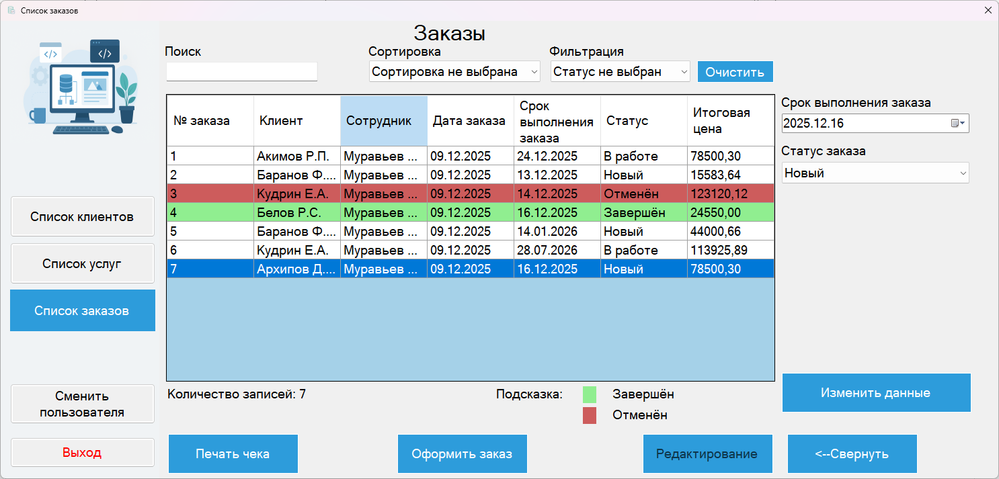 Список заказов
Заказы
Поиск
Сортировка
Фильтрация
Сортировка не выбрана
Статус не выбран
Очистить
№ заказа Клиент Сотрудник Дата заказа Срок выполнения заказа Статус Итоговая цена
1 Акимов Р.П. Муравьев ... 09.12.2025 24.12.2025 В работе 78500,30
2 Баранов Ф.... Муравьев ... 09.12.2025 13.12.2025 Новый 15583,64
3 Кудрин Е.А. Муравьев ... 09.12.2025 14.12.2025 Отменён 123120,12
4 Белов Р.С. Муравьев ... 09.12.2025 16.12.2025 Завершён 24550,00
5 Баранов Ф.... Муравьев ... 09.12.2025 14.01.2026 Новый 44000,66
6 Кудрин Е.А. Муравьев ... 09.12.2025 28.07.2026 В работе 113925,89
7 Архипов Д.... Муравьев ... 09.12.2025 16.12.2025 Новый 78500,30
Срок выполнения заказа
2025.12.16
Статус заказа
Новый
Список клиентов
Список услуг
Список заказов
Сменить
пользователя
Выход
Количество записей: 7
Подсказка:
Завершён
Отменён
Изменить данные
Печать чека
Оформить заказ
Редактирование
<--Свернуть